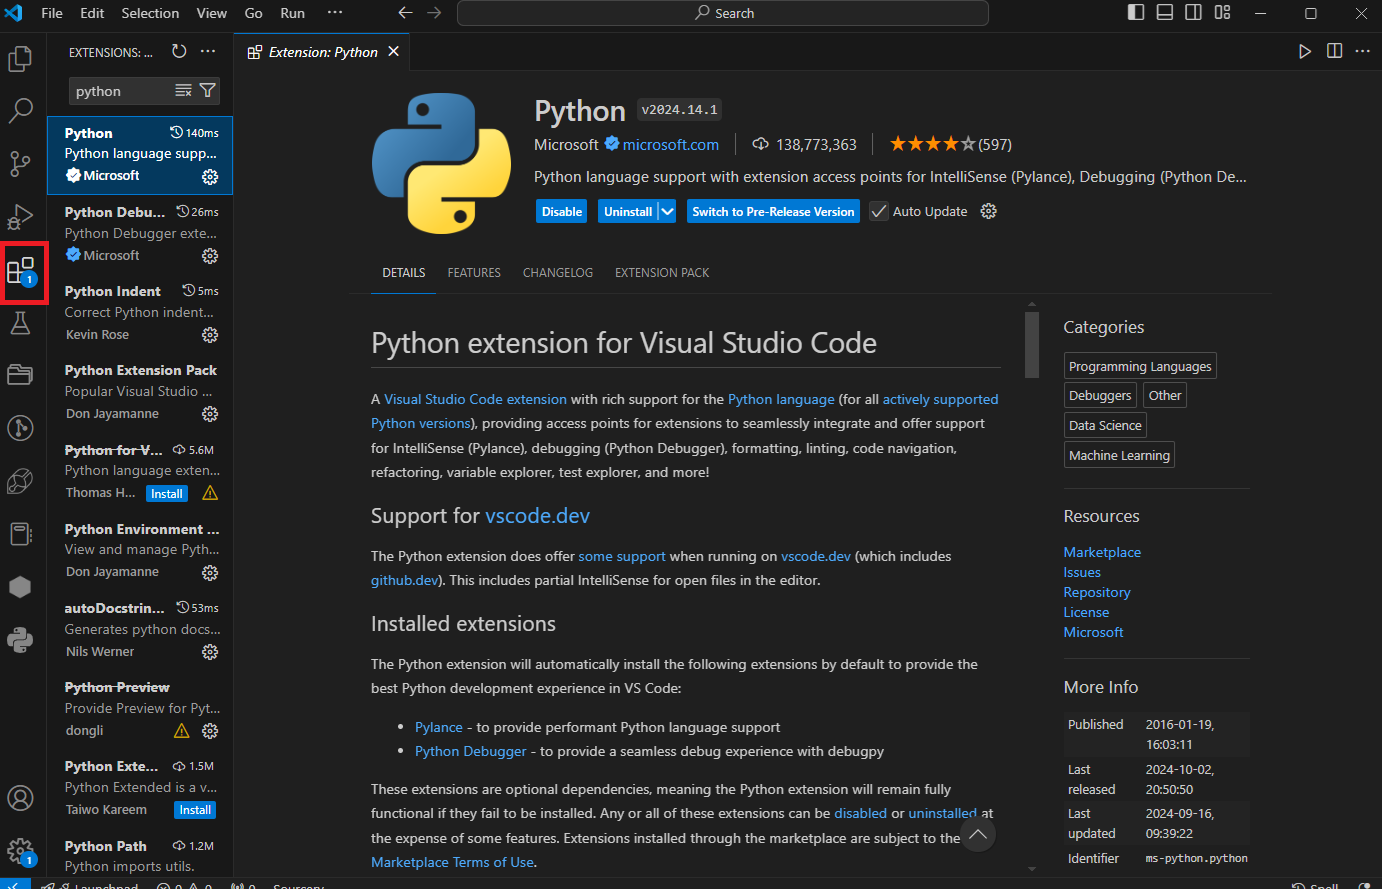 File Edit Selection View Go Run ··· Search
EXTENSIONS: ... ···
python
Python 140ms
Python language supp...
Microsoft
Python Debu... 26ms
Python Debugger exte...
Microsoft
Python Indent 5ms
Correct Python indent...
Kevin Rose
Python Extension Pack
Popular Visual Studio ...
Don Jayamanne
Python for V... 5.6M
Python language exten...
Thomas H... Install
Python Environment ...
View and manage Pyth...
Don Jayamanne
autoDocstrin... 53ms
Generates python docs...
Nils Werner
Python Preview
Provide Preview for Pyt...
dongli
Python Exte... 1.5M
Python Extended is a v...
Taiwo Kareem Install
Python Path 1.2M
Python imports utils.
1
1
Extension: Python
Python v2024.14.1
Microsoft microsoft.com 138,773,363 (597)
Python language support with extension access points for IntelliSense (Pylance), Debugging (Python De...
Disable Uninstall Switch to Pre-Release Version Auto Update
DETAILS FEATURES CHANGELOG EXTENSION PACK
Python extension for Visual Studio Code
A Visual Studio Code extension with rich support for the Python language (for all actively supported
Python versions), providing access points for extensions to seamlessly integrate and offer support
for IntelliSense (Pylance), debugging (Python Debugger), formatting, linting, code navigation,
refactoring, variable explorer, test explorer, and more!
Support for vscode.dev
The Python extension does offer some support when running on vscode.dev (which includes
github.dev). This includes partial IntelliSense for open files in the editor.
Installed extensions
The Python extension will automatically install the following extensions by default to provide the
best Python development experience in VS Code:
• Pylance - to provide performant Python language support
• Python Debugger - to provide a seamless debug experience with debugpy
These extensions are optional dependencies, meaning the Python extension will remain fully
functional if they fail to be installed. Any or all of these extensions can be disabled or uninstalled at
the expense of some features. Extensions installed through the marketplace are subject to the
Marketplace Terms of Use.
Categories
Programming Languages
Debuggers Other
Data Science
Machine Learning
Resources
Marketplace
Issues
Repository
License
Microsoft
More Info
Published 2016-01-19,
16:03:11
Last 2024-10-02,
released 20:50:50
Last 2024-09-16,
updated 09:39:22
Identifier ms-python.python
Launchpad 0 0 0 Sourcery Spell